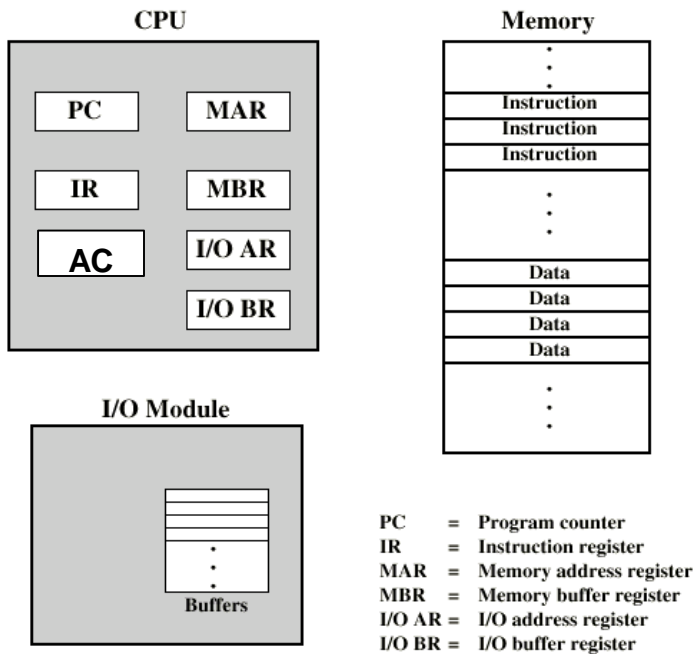 CPU
PC
MAR
IR
MBR
AC
I/O AR
I/O BR
Memory
Instruction
Instruction
Instruction
Data
Data
Data
Data
I/O Module
Buffers
PC = Program counter
IR = Instruction register
MAR = Memory address register
MBR = Memory buffer register
I/O AR = I/O address register
I/O BR = I/O buffer register